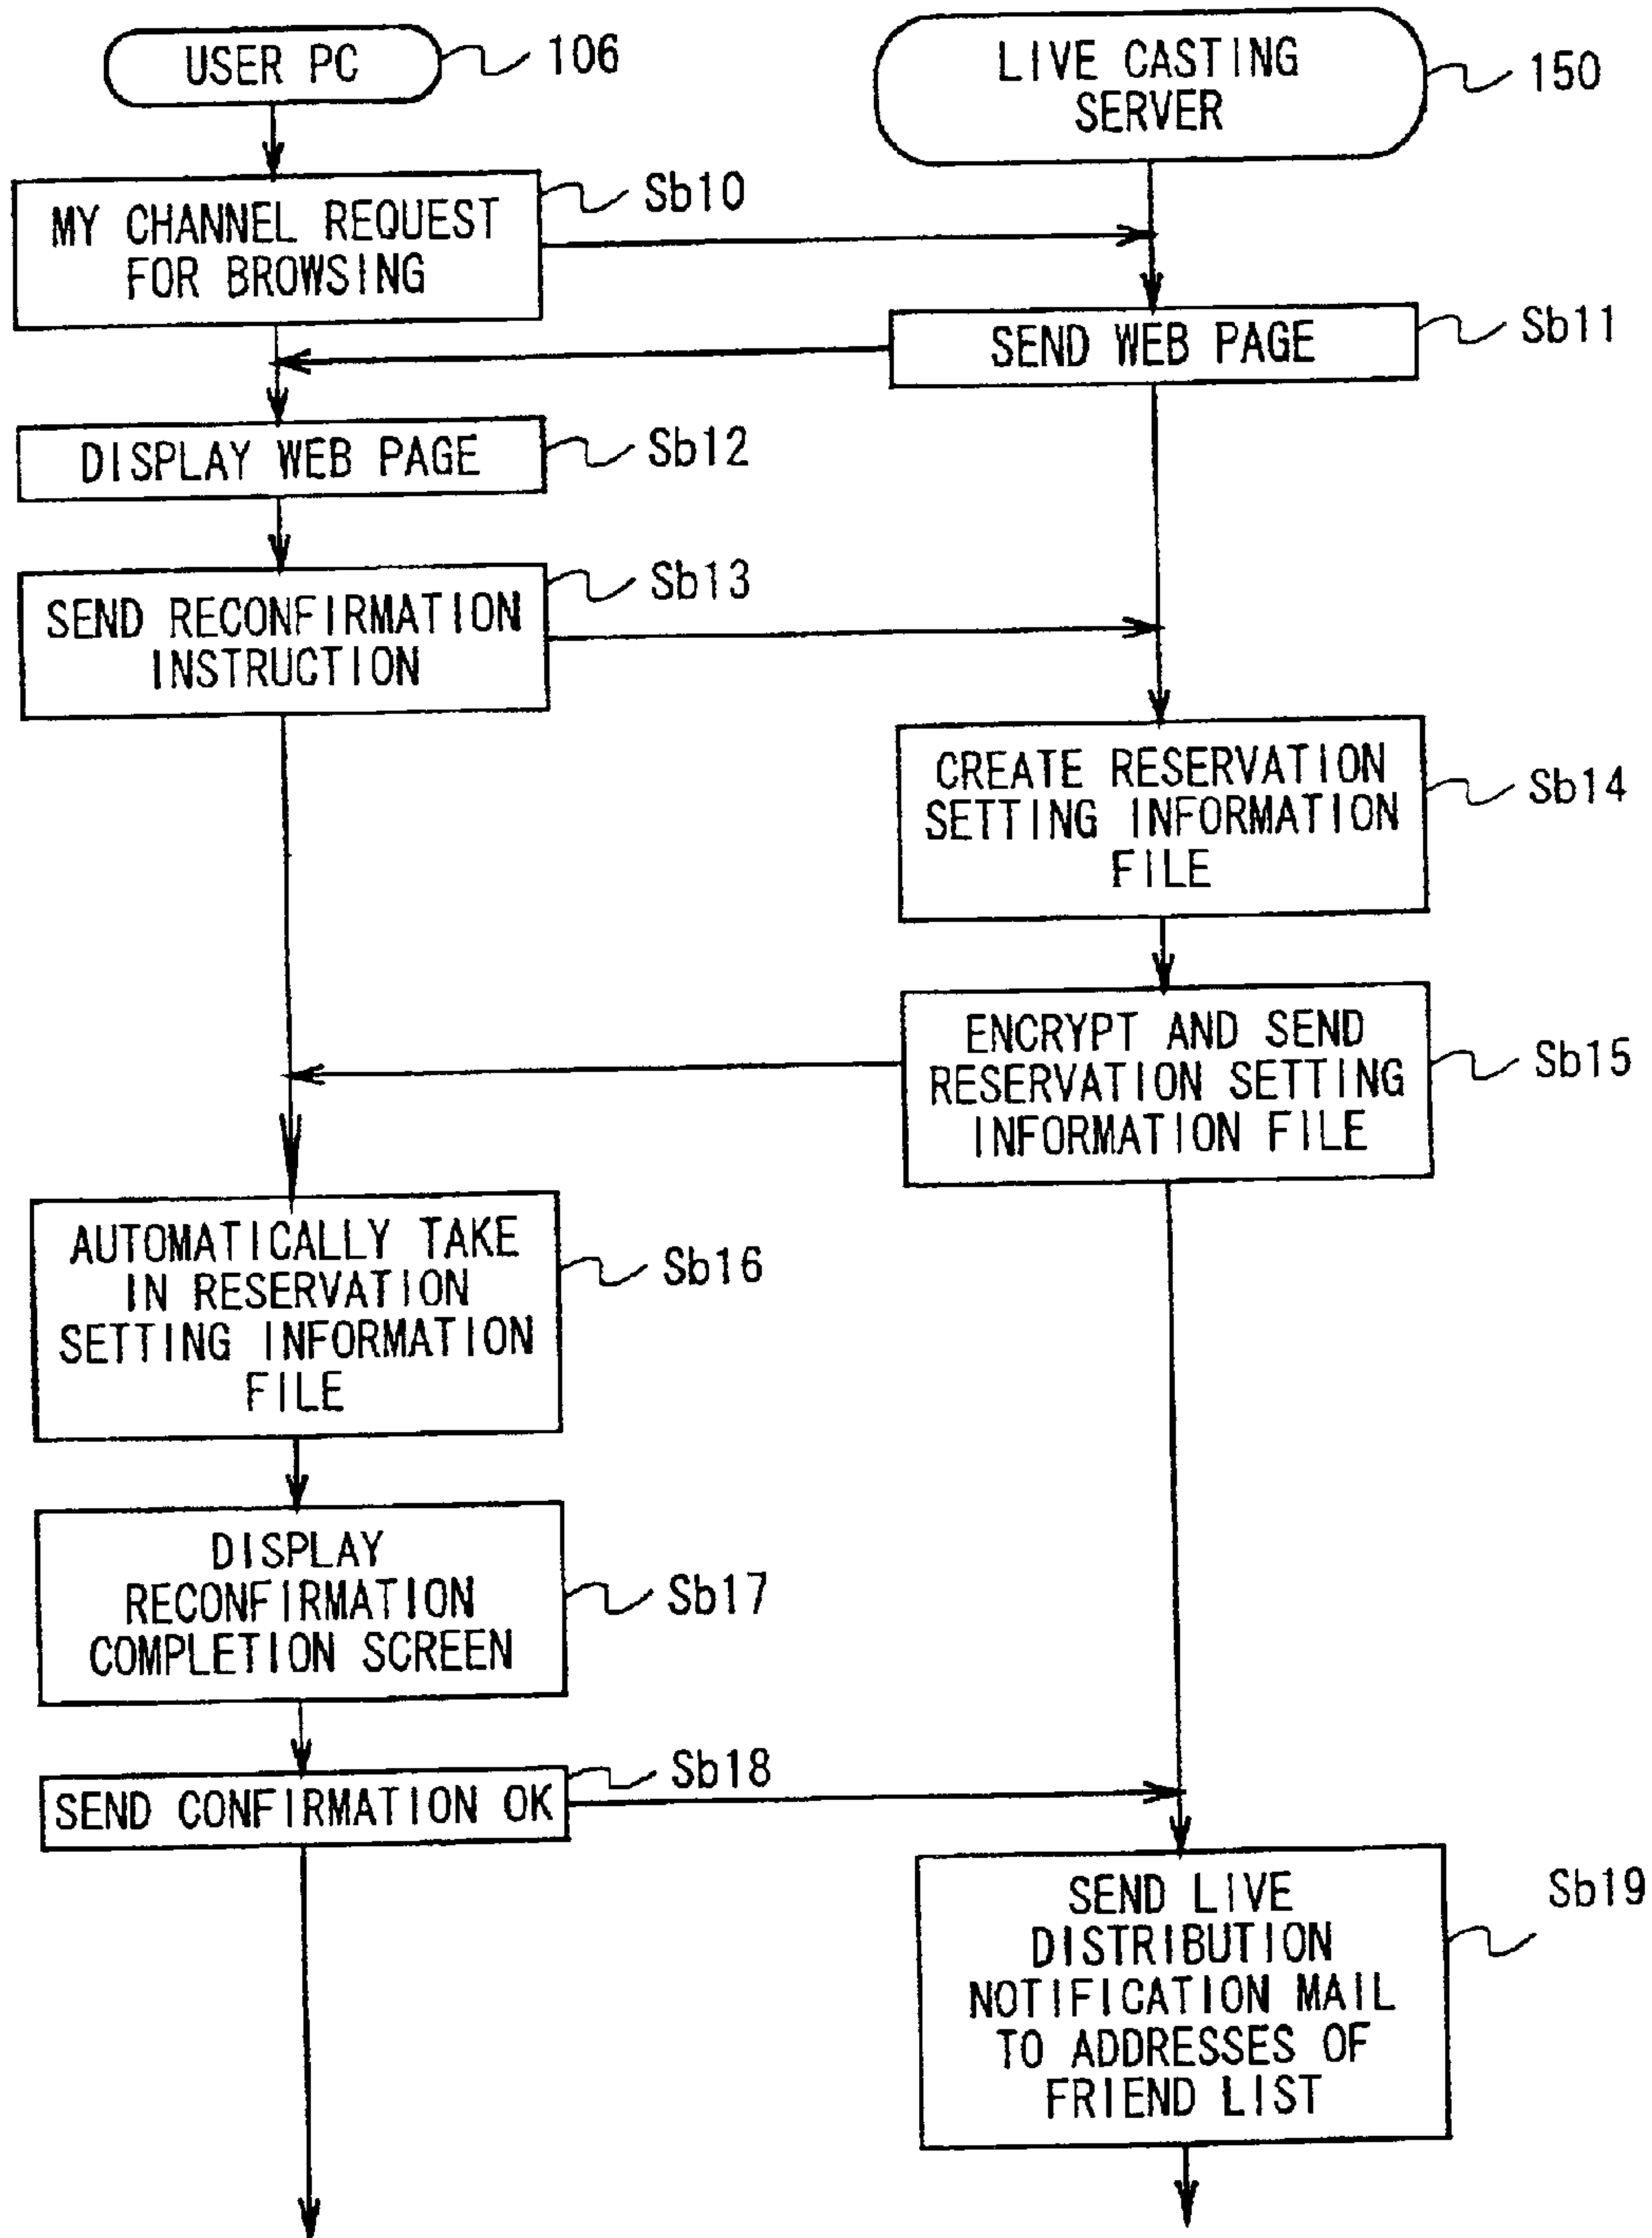 USER PC
106
LIVE CASTING
SERVER
150
MY CHANNEL REQUEST
FOR BROWSING
Sb10
SEND WEB PAGE
Sb11
DISPLAY WEB PAGE
Sb12
SEND RECONFIRMATION
INSTRUCTION
Sb13
CREATE RESERVATION
SETTING INFORMATION
FILE
Sb14
ENCRYPT AND SEND
RESERVATION SETTING
INFORMATION FILE
Sb15
AUTOMATICALLY TAKE
IN RESERVATION
SETTING INFORMATION
FILE
Sb16
DISPLAY
RECONFIRMATION
COMPLETION SCREEN
Sb17
SEND CONFIRMATION OK
Sb18
SEND LIVE
DISTRIBUTION
NOTIFICATION MAIL
TO ADDRESSES OF
FRIEND LIST
Sb19